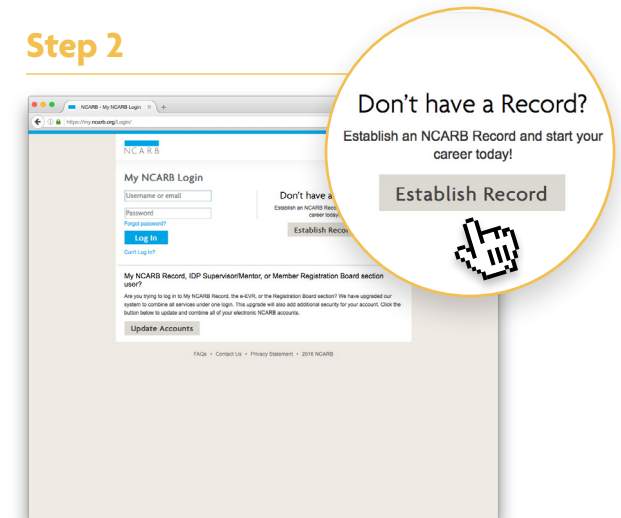 Step 2
NCARB - My NCARB Login × +
https://my.ncarb.org/Login/
NCARB
My NCARB Login
Username or email
Password
Forgot password?
Log In
Can't Log In?
Don't have a
Establish an NCARB Reco
career today
Establish Recor
Don't have a Record?
Establish an NCARB Record and start your
career today!
Establish Record
My NCARB Record, IDP Supervisor/Mentor, or Member Registration Board section
user?
Are you trying to log in to My NCARB Record, the e-EVR, or the Registration Board section? We have upgraded our
system to combine all services under one login. This upgrade will also add additional security for your account. Click the
button below to update and combine all of your electronic NCARB accounts.
Update Accounts
FAQs • Contact Us • Privacy Statement • 2016 NCARB